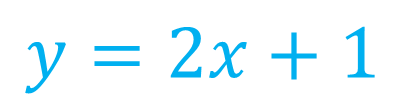 y = 2x + 1